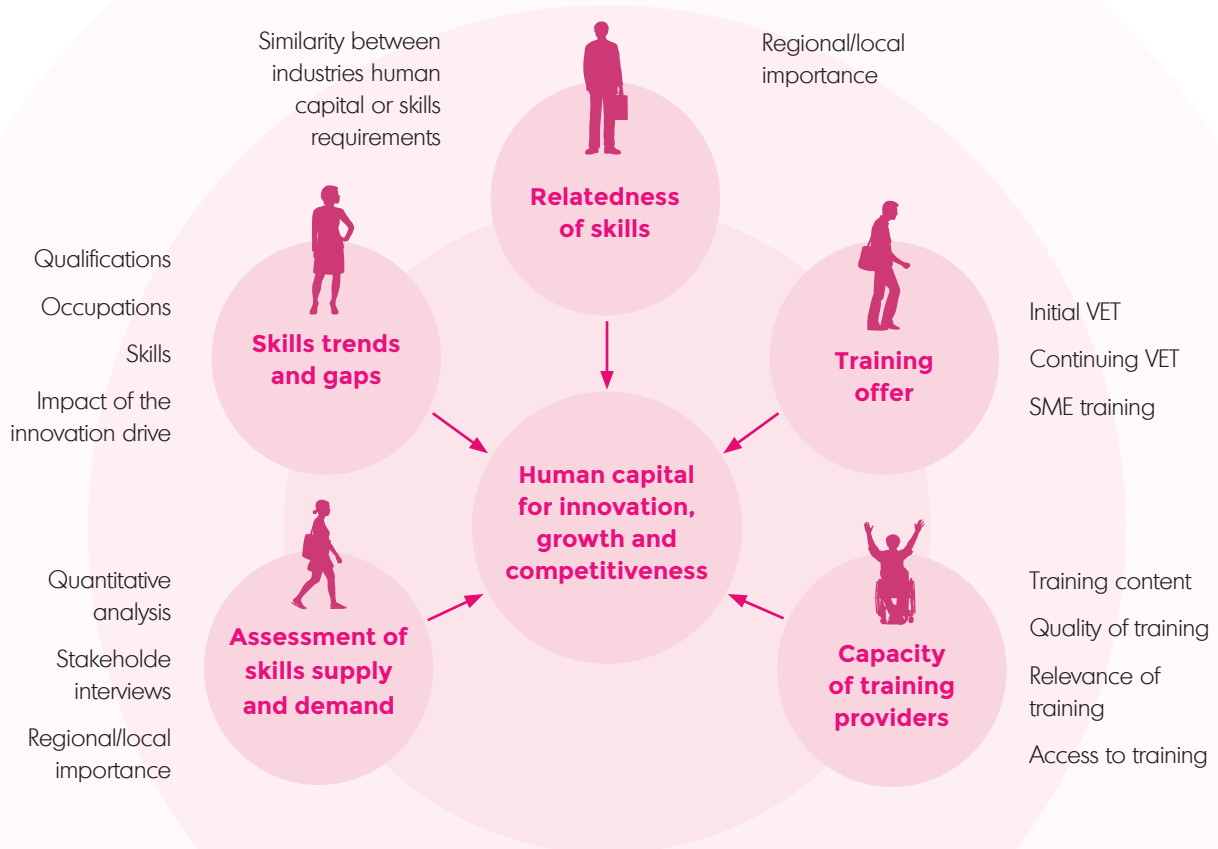 Similarity between
industries human
capital or skills
requirements
Regional/local
importance
Relatedness
of skills
Qualifications
Occupations
Skills
Impact of the
innovation drive
Skills trends
and gaps
Training
offer
Initial VET
Continuing VET
SME training
Human capital
for innovation,
growth and
competitiveness
Quantitative
analysis
Stakeholde
interviews
Regional/local
importance
Assessment of
skills supply
and demand
Capacity
of training
providers
Training content
Quality of training
Relevance of
training
Access to training